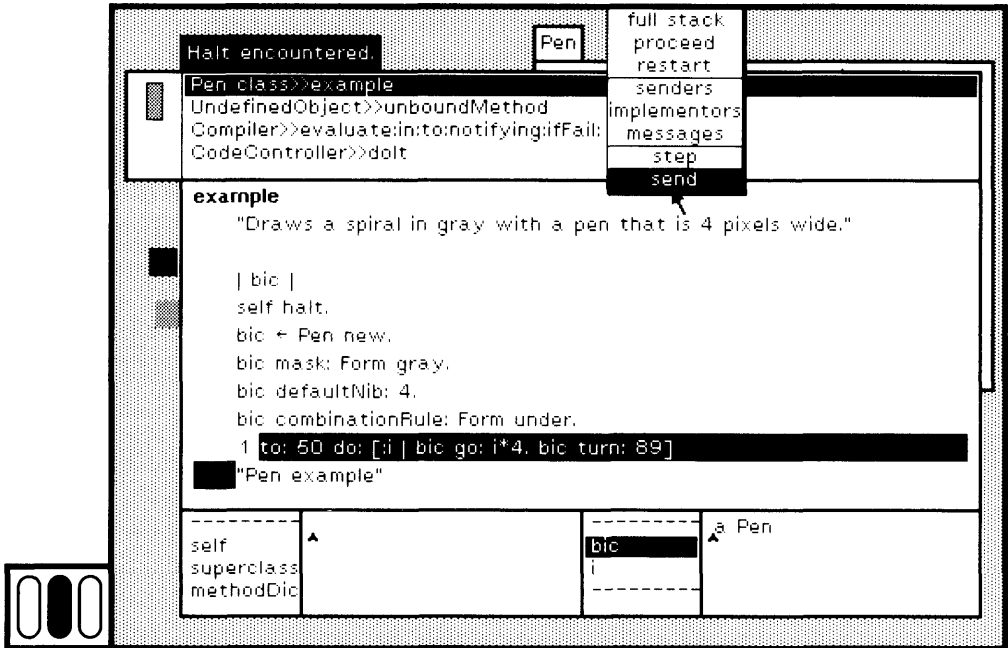 Halt encountered.
Pen
full stack
proceed
restart
senders
implementors
messages
step
send
Pen class>>example
UndefinedObject>>unboundMethod
Compiler>>evaluate:in:to:notifying:ifFail:
CodeController>>doIt
example
"Draws a spiral in gray with a pen that is 4 pixels wide."
| bic |
self halt.
bic ← Pen new.
bic mask: Form gray.
bic defaultNib: 4.
bic combinationRule: Form under.
1 to: 50 do: [:i | bic go: i*4. bic turn: 89]
"Pen example"
self
superclass
methodDic
bic
i
a Pen